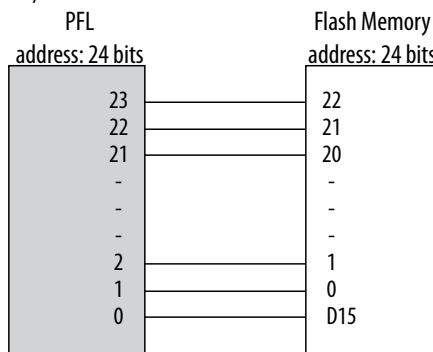 PFL Flash Memory
address: 24 bits address: 24 bits
23 22
22 21
21 20
- -
- -
- -
2 1
1 0
0 D15